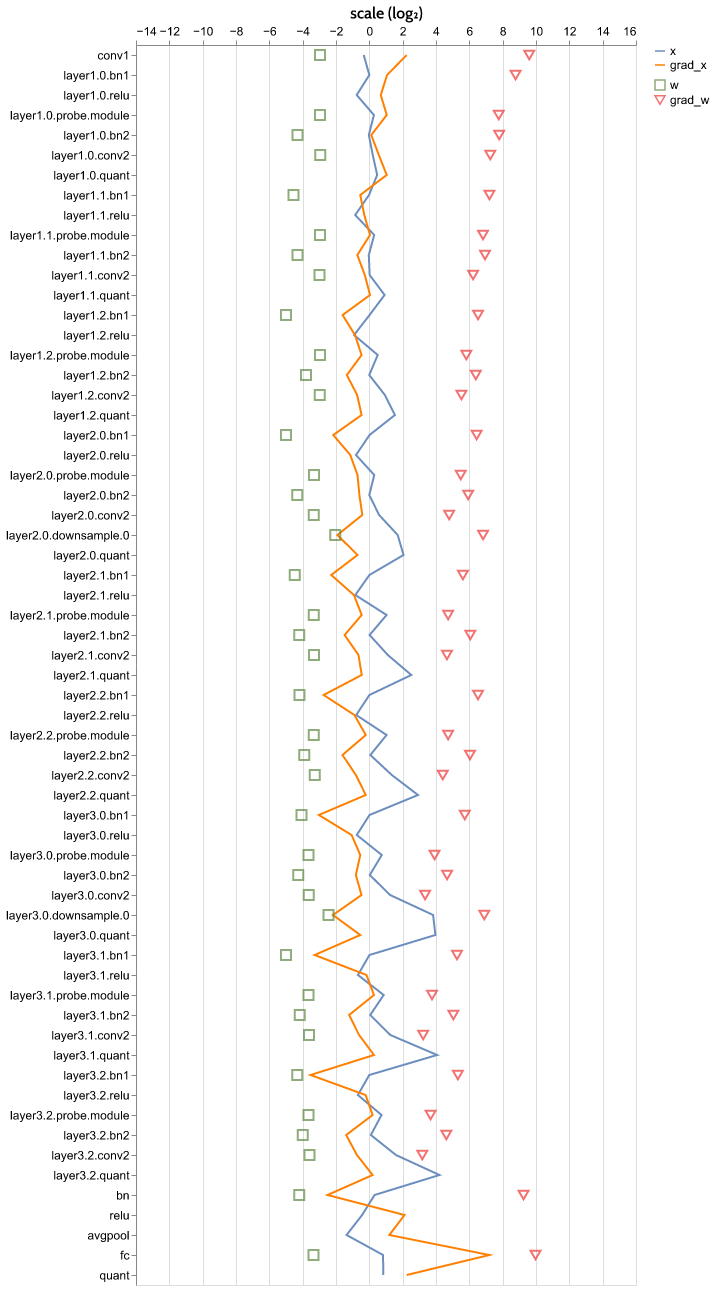 scale (log₂)
−14 −12 −10 −8 −6 −4 −2 0 2 4 6 8 10 12 14 16
x
grad_x
w
grad_w
conv1
layer1.0.bn1
layer1.0.relu
layer1.0.probe.module
layer1.0.bn2
layer1.0.conv2
layer1.0.quant
layer1.1.bn1
layer1.1.relu
layer1.1.probe.module
layer1.1.bn2
layer1.1.conv2
layer1.1.quant
layer1.2.bn1
layer1.2.relu
layer1.2.probe.module
layer1.2.bn2
layer1.2.conv2
layer1.2.quant
layer2.0.bn1
layer2.0.relu
layer2.0.probe.module
layer2.0.bn2
layer2.0.conv2
layer2.0.downsample.0
layer2.0.quant
layer2.1.bn1
layer2.1.relu
layer2.1.probe.module
layer2.1.bn2
layer2.1.conv2
layer2.1.quant
layer2.2.bn1
layer2.2.relu
layer2.2.probe.module
layer2.2.bn2
layer2.2.conv2
layer2.2.quant
layer3.0.bn1
layer3.0.relu
layer3.0.probe.module
layer3.0.bn2
layer3.0.conv2
layer3.0.downsample.0
layer3.0.quant
layer3.1.bn1
layer3.1.relu
layer3.1.probe.module
layer3.1.bn2
layer3.1.conv2
layer3.1.quant
layer3.2.bn1
layer3.2.relu
layer3.2.probe.module
layer3.2.bn2
layer3.2.conv2
layer3.2.quant
bn
relu
avgpool
fc
quant